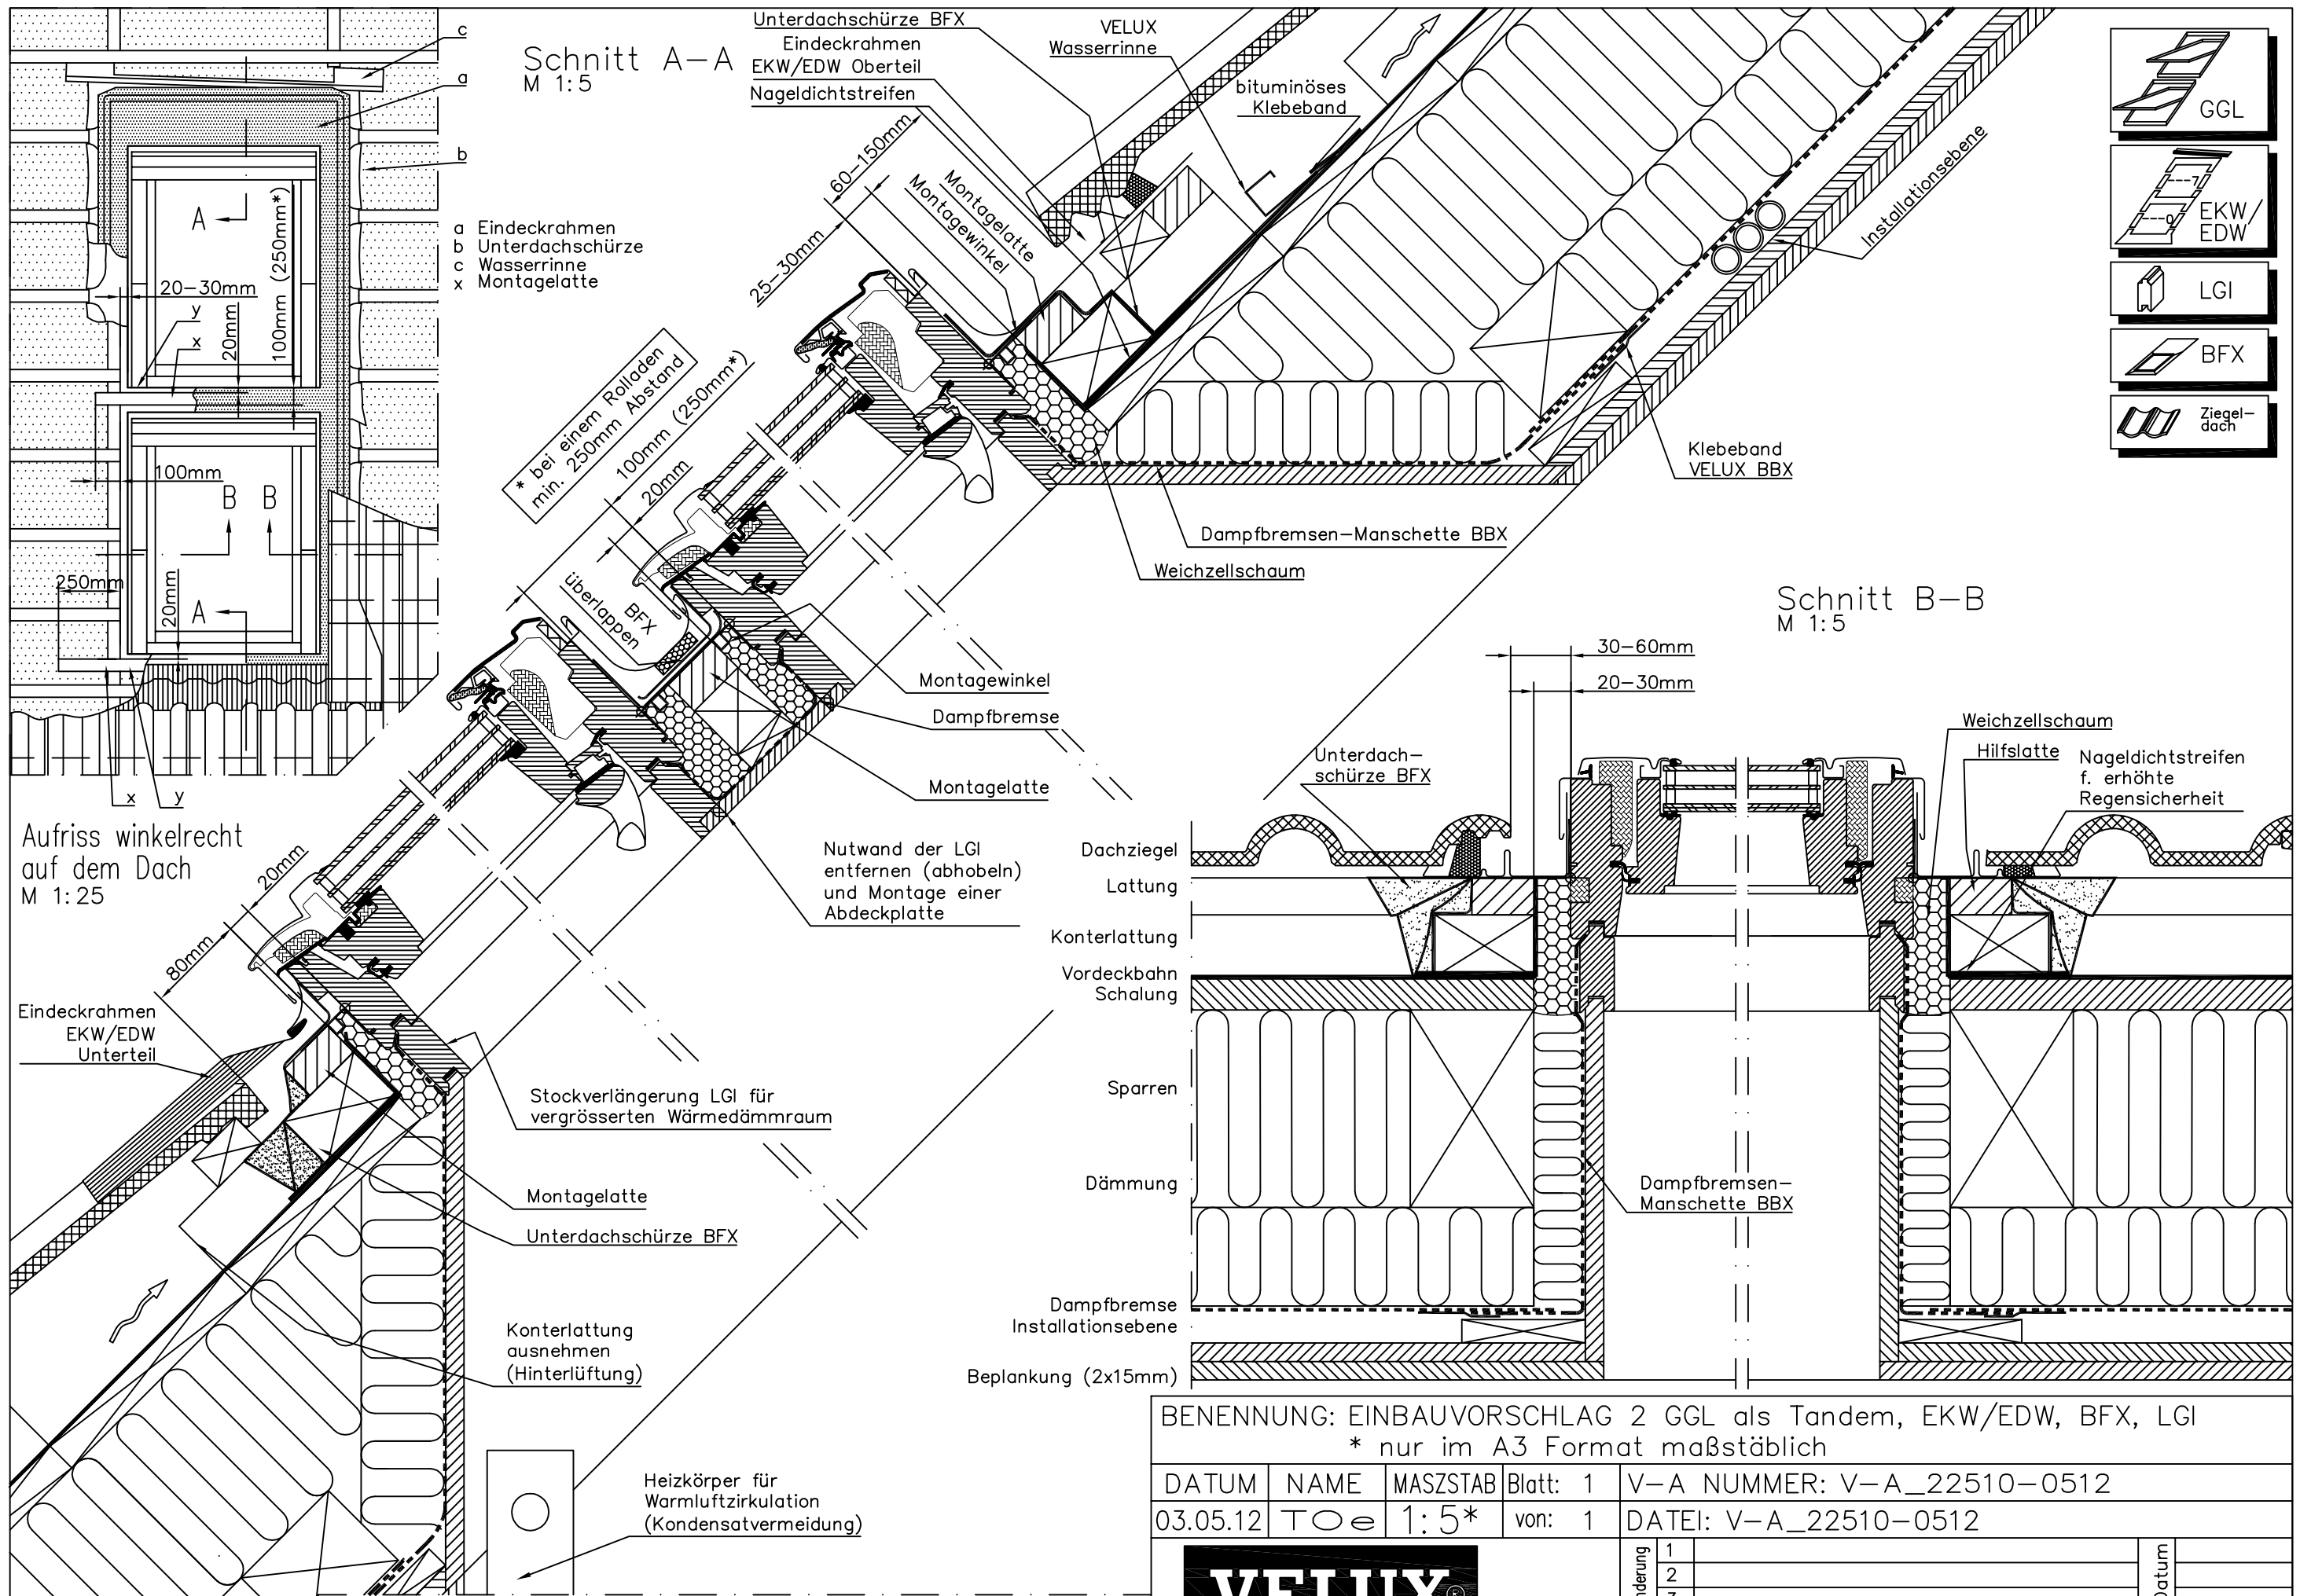 c
a
b
A
100mm (250mm*)
20-30mm
y
x
20mm
100mm
B B
250mm
20mm
A
x
y
Aufriss winkelrecht
auf dem Dach
M 1:25
a Eindeckrahmen
b Unterdachschürze
c Wasserrinne
x Montagelatte
Schnitt A-A
M 1:5
Unterdachschürze BFX
Eindeckrahmen
EKW/EDW Oberteil
Nageldichtstreifen
VELUX
Wasserrinne
bituminöses
Klebeband
60-150mm
25-30mm
Montagelatte
Montagewinkel
Installationsebene
* bei einem Rolladen
min. 250mm Abstand
100mm (250mm*)
20mm
BFX
überlappen
Klebeband
VELUX BBX
Dampfbremsen-Manschette BBX
Weichzellschaum
Montagewinkel
Dampfbremse
Montagelatte
Nutwand der LGI
entfernen (abhobeln)
und Montage einer
Abdeckplatte
20mm
80mm
Eindeckrahmen
EKW/EDW
Unterteil
Stockverlängerung LGI für
vergrösserten Wärmedämmraum
Montagelatte
Unterdachschürze BFX
Konterlattung
ausnehmen
(Hinterlüftung)
Heizkörper für
Warmluftzirkulation
(Kondensatvermeidung)
GGL
7
0
EKW/
EDW
LGI
BFX
Ziegel-
dach
Schnitt B-B
M 1:5
30-60mm
20-30mm
Unterdach-
schürze BFX
Weichzellschaum
Hilfslatte
Nageldichtstreifen
f. erhöhte
Regensicherheit
Dachziegel
Lattung
Konterlattung
Vordeckbahn
Schalung
Sparren
Dämmung
Dampfbremsen-
Manschette BBX
Dampfbremse
Installationsebene
Beplankung (2x15mm)
BENENNUNG: EINBAUVORSCHLAG 2 GGL als Tandem, EKW/EDW, BFX, LGI
* nur im A3 Format maßstäblich
DATUM NAME MASZSTAB Blatt: 1 V-A NUMMER: V-A_22510-0512
03.05.12 TOe 1:5* von: 1 DATEI: V-A_22510-0512
VELUX®
1
2
Datum